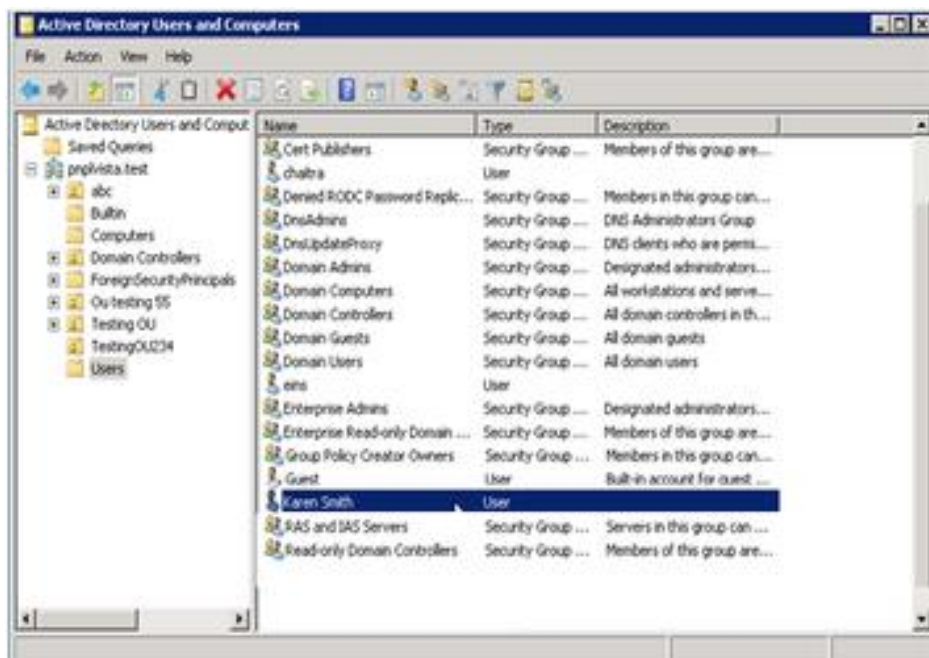 Active Directory Users and Computers
File Action View Help
Active Directory Users and Comput
Saved Queries
pnplvista.test
abc
Builtin
Computers
Domain Controllers
ForeignSecurityPrincipals
Ou testing 55
Testing OU
TestingOU234
Users
Name Type Description
Cert Publishers Security Group ... Members of this group are...
chaitra User
Denied RODC Password Replic... Security Group ... Members in this group can...
DnsAdmins Security Group ... DNS Administrators Group
DnsUpdateProxy Security Group ... DNS clients who are permi...
Domain Admins Security Group ... Designated administrators...
Domain Computers Security Group ... All workstations and serve...
Domain Controllers Security Group ... All domain controllers in th...
Domain Guests Security Group ... All domain guests
Domain Users Security Group ... All domain users
eins User
Enterprise Admins Security Group ... Designated administrators...
Enterprise Read-only Domain ... Security Group ... Members of this group are...
Group Policy Creator Owners Security Group ... Members in this group can...
Guest User Built-in account for guest ...
Karen Smith User
RAS and IAS Servers Security Group ... Servers in this group can ...
Read-only Domain Controllers Security Group ... Members of this group are...